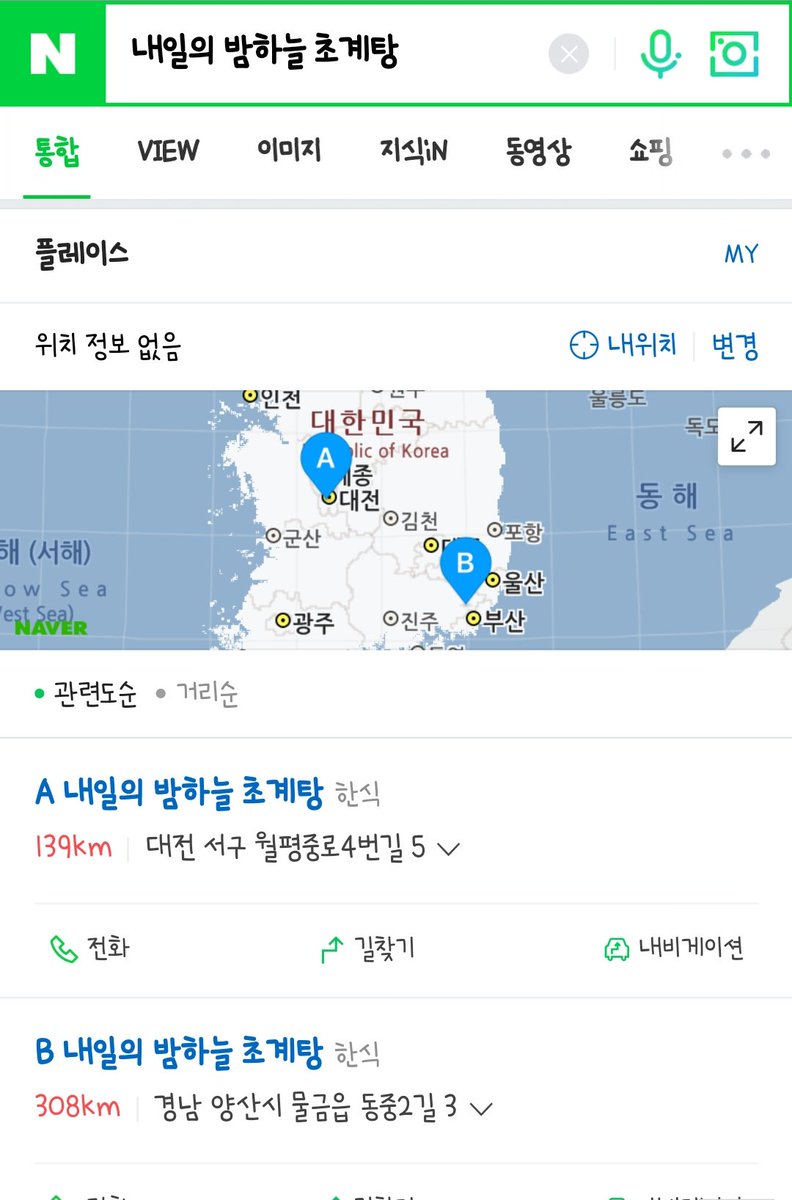 N 내일의 밤하늘 초계탕
통합 VIEW 이미지 지식iN 동영상 쇼핑
플레이스 MY
위치 정보 없음 내위치 변경
인천 울릉도
대한민국 독도
Republic of Korea
A
세종
대전 동해
김천
군산 포항 East Sea
해 (서해)
B
울산
ow Sea
est Sea)
광주 진주 부산
NAVER
관련도순 거리순
A 내일의 밤하늘 초계탕 한식
139km 대전 서구 월평중로4번길 5
전화 길찾기 내비게이션
B 내일의 밤하늘 초계탕 한식
308km 경남 양산시 물금읍 동중2길 3